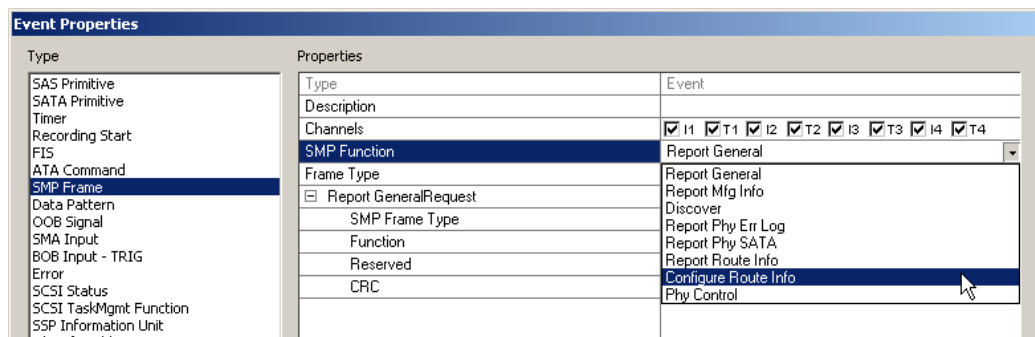 Event Properties
Type
Properties
SAS Primitive
SATA Primitive
Timer
Recording Start
FIS
ATA Command
SMP Frame
Data Pattern
OOB Signal
SMA Input
BOB Input - TRIG
Error
SCSI Status
SCSI TaskMgmt Function
SSP Information Unit
Type Event
Description
Channels I1 T1 I2 T2 I3 T3 I4 T4
SMP Function Report General
Frame Type
Report GeneralRequest
SMP Frame Type
Function
Reserved
CRC
Report General
Report Mfg Info
Discover
Report Phy Err Log
Report Phy SATA
Report Route Info
Configure Route Info
Phy Control